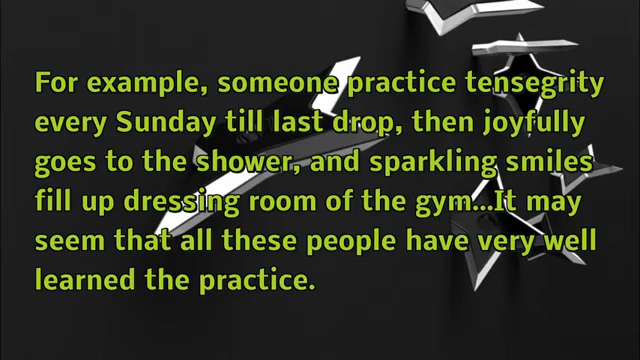 For example, someone practice tensegrity
every Sunday till last drop, then joyfully
goes to the shower, and sparkling smiles
fill up dressing room of the gym...It may
seem that all these people have very well
learned the practice.